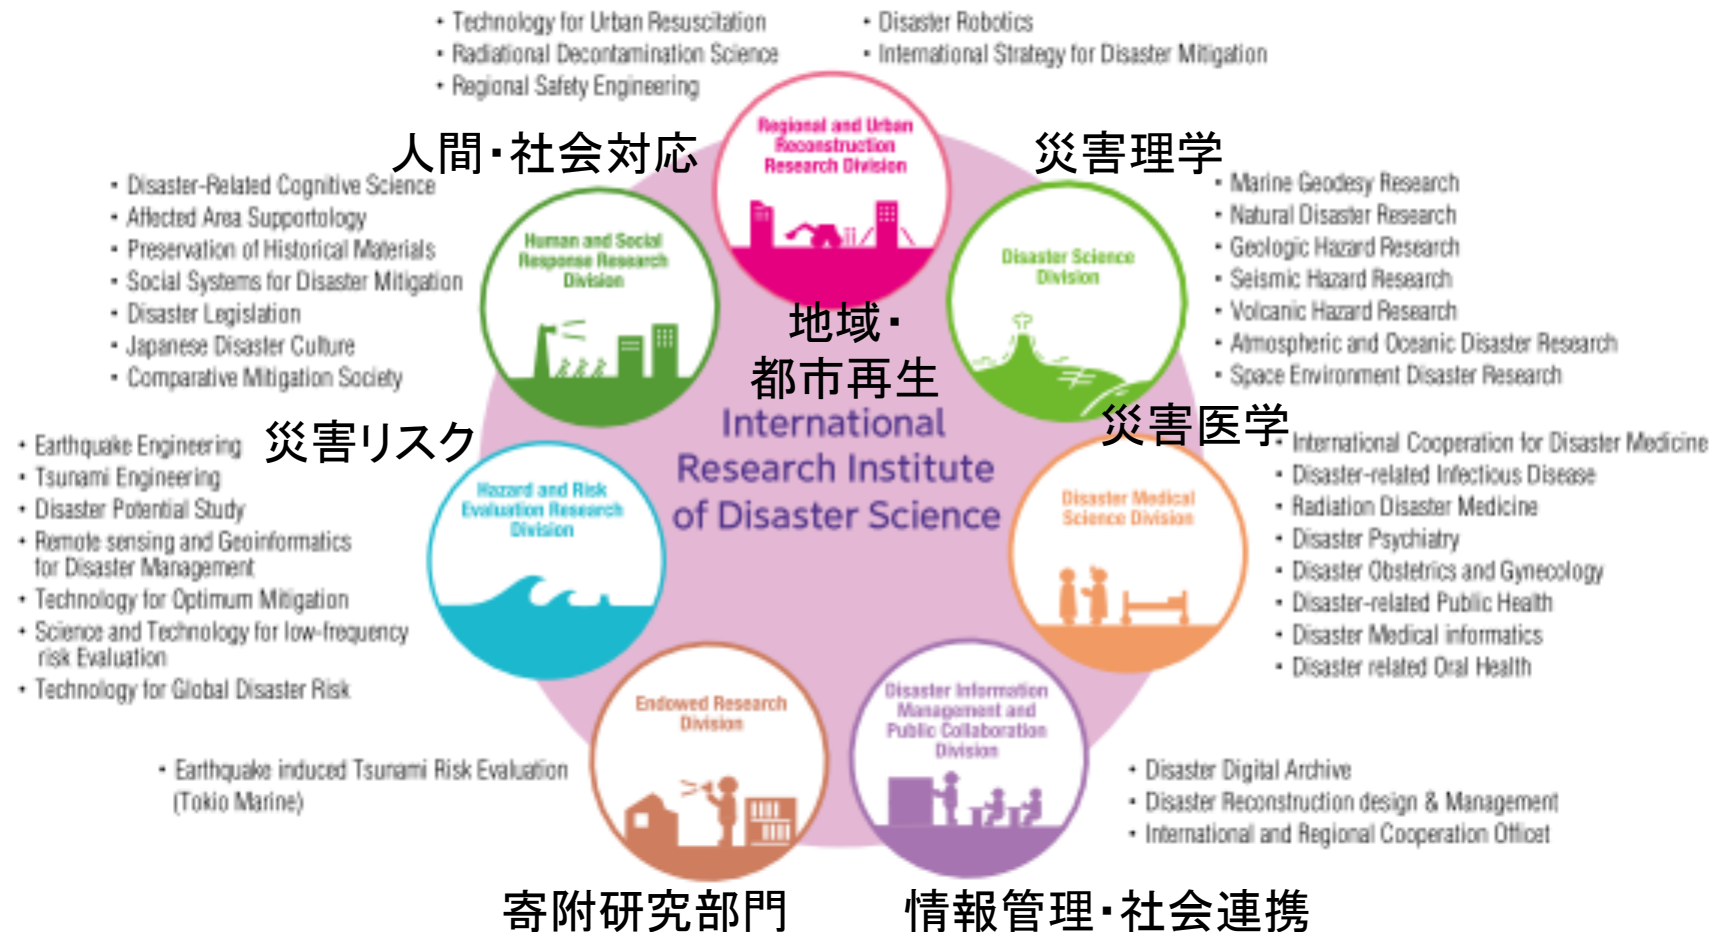 • Technology for Urban Resuscitation
• Radiational Decontamination Science
• Regional Safety Engineering
• Disaster Robotics
• International Strategy for Disaster Mitigation
Regional and Urban
Reconstruction
Research Division
地域・
都市再生
人間・社会対応
• Disaster-Related Cognitive Science
• Affected Area Supportology
• Preservation of Historical Materials
• Social Systems for Disaster Mitigation
• Disaster Legislation
• Japanese Disaster Culture
• Comparative Mitigation Society
Human and Social
Response Research
Division
災害理学
Disaster Science
Division
• Marine Geodesy Research
• Natural Disaster Research
• Geologic Hazard Research
• Seismic Hazard Research
• Volcanic Hazard Research
• Atmospheric and Oceanic Disaster Research
• Space Environment Disaster Research
International
Research Institute
of Disaster Science
災害リスク
• Earthquake Engineering
• Tsunami Engineering
• Disaster Potential Study
• Remote sensing and Geoinformatics
for Disaster Management
• Technology for Optimum Mitigation
• Science and Technology for low-frequency
risk Evaluation
• Technology for Global Disaster Risk
Hazard and Risk
Evaluation Research
Division
災害医学
Disaster Medical
Science Division
• International Cooperation for Disaster Medicine
• Disaster-related Infectious Disease
• Radiation Disaster Medicine
• Disaster Psychiatry
• Disaster Obstetrics and Gynecology
• Disaster-related Public Health
• Disaster Medical informatics
• Disaster related Oral Health
Endowed Research
Division
• Earthquake induced Tsunami Risk Evaluation
(Tokio Marine)
寄附研究部門
Disaster Information
Management and
Public Collaboration
Division
• Disaster Digital Archive
• Disaster Reconstruction design & Management
• International and Regional Cooperation Officet
情報管理・社会連携